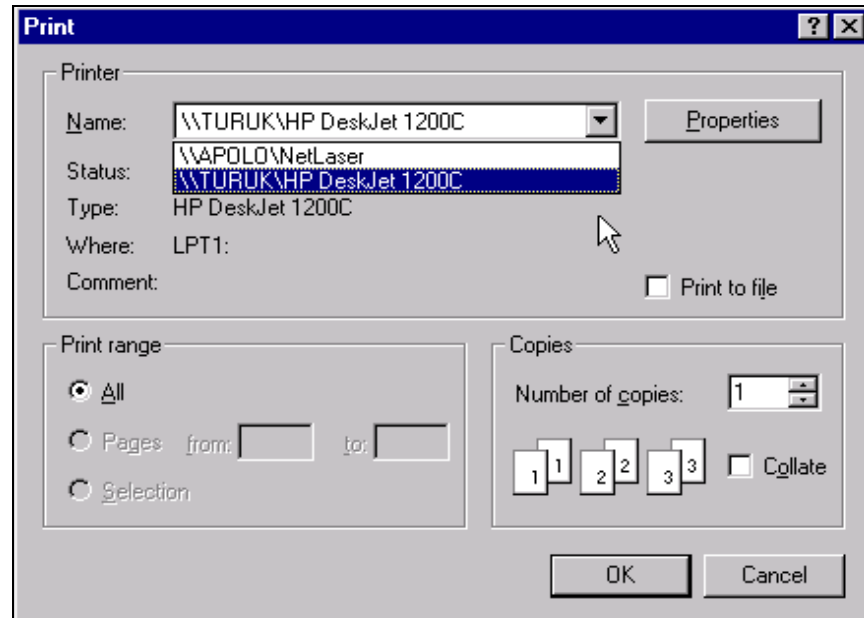 Print
Printer
Name: \\TURUK\HP DeskJet 1200C Properties
\\APOLO\NetLaser
Status: \\TURUK\HP DeskJet 1200C
Type: HP DeskJet 1200C
Where: LPT1:
Comment: Print to file
Print range
All
Pages from: to:
Selection
Copies
Number of copies: 1
1 1 2 2 3 3 Collate
OK Cancel